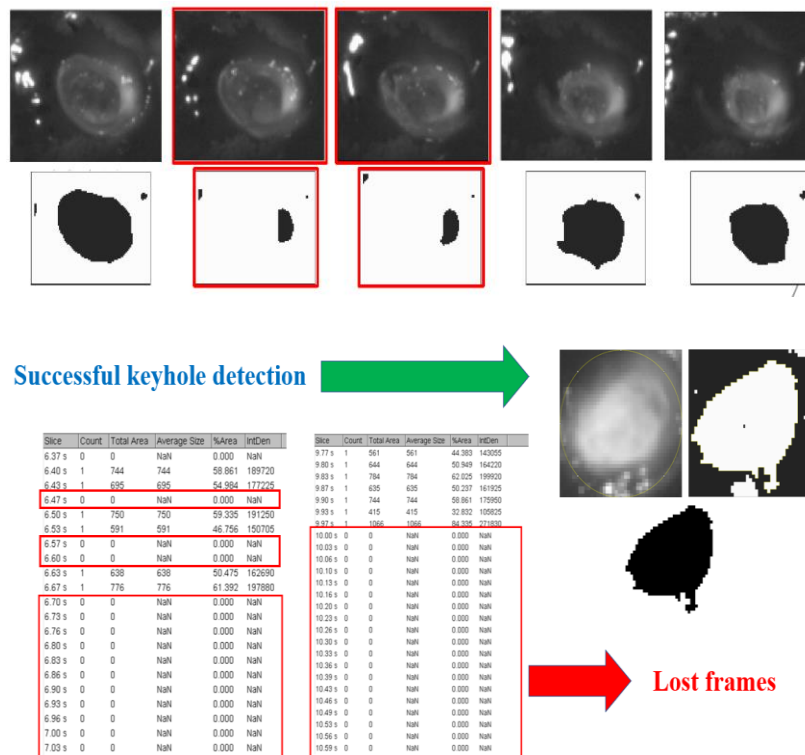 Successful keyhole detection
Slice Count Total Area Average Size %Area IntDen
6.37 s 0 0 NaN 0.000 NaN
6.40 s 1 744 744 58.861 189720
6.43 s 1 695 695 54.984 177225
6.47 s 0 0 NaN 0.000 NaN
6.50 s 1 750 750 59.335 191250
6.53 s 1 591 591 46.756 150705
6.57 s 0 0 NaN 0.000 NaN
6.60 s 0 0 NaN 0.000 NaN
6.63 s 1 638 638 50.475 162690
6.67 s 1 776 776 61.392 197880
6.70 s 0 0 NaN 0.000 NaN
6.73 s 0 0 NaN 0.000 NaN
6.76 s 0 0 NaN 0.000 NaN
6.80 s 0 0 NaN 0.000 NaN
6.83 s 0 0 NaN 0.000 NaN
6.86 s 0 0 NaN 0.000 NaN
6.90 s 0 0 NaN 0.000 NaN
6.93 s 0 0 NaN 0.000 NaN
6.96 s 0 0 NaN 0.000 NaN
7.00 s 0 0 NaN 0.000 NaN
7.03 s 0 0 NaN 0.000 NaN
Slice Count Total Area Average Size %Area IntDen
9.77 s 1 561 561 44.383 143055
9.80 s 1 644 644 50.949 164220
9.83 s 1 784 784 62.025 199920
9.87 s 1 635 635 50.237 161925
9.90 s 1 744 744 58.861 175950
9.93 s 1 415 415 32.832 105825
9.97 s 1 1066 1066 84.335 271830
10.00 s 0 0 NaN 0.000 NaN
10.03 s 0 0 NaN 0.000 NaN
10.06 s 0 0 NaN 0.000 NaN
10.10 s 0 0 NaN 0.000 NaN
10.13 s 0 0 NaN 0.000 NaN
10.16 s 0 0 NaN 0.000 NaN
10.20 s 0 0 NaN 0.000 NaN
10.23 s 0 0 NaN 0.000 NaN
10.26 s 0 0 NaN 0.000 NaN
10.30 s 0 0 NaN 0.000 NaN
10.33 s 0 0 NaN 0.000 NaN
10.36 s 0 0 NaN 0.000 NaN
10.39 s 0 0 NaN 0.000 NaN
10.43 s 0 0 NaN 0.000 NaN
10.46 s 0 0 NaN 0.000 NaN
10.49 s 0 0 NaN 0.000 NaN
10.53 s 0 0 NaN 0.000 NaN
10.56 s 0 0 NaN 0.000 NaN
10.59 s 0 0 NaN 0.000 NaN
Lost frames